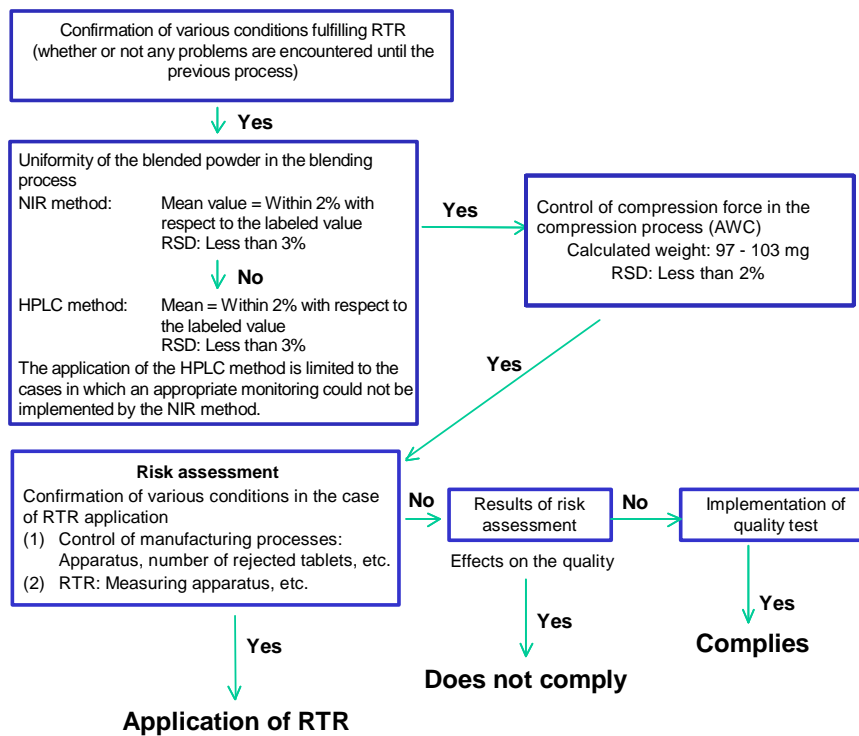 Confirmation of various conditions fulfilling RTR
(whether or not any problems are encountered until the
previous process)
Yes
Uniformity of the blended powder in the blending
process
NIR method: Mean value = Within 2% with
respect to the labeled value
RSD: Less than 3%
No
HPLC method: Mean = Within 2% with respect to
the labeled value
RSD: Less than 3%
The application of the HPLC method is limited to the
cases in which an appropriate monitoring could not be
implemented by the NIR method.
Yes
Control of compression force in the
compression process (AWC)
Calculated weight: 97 - 103 mg
RSD: Less than 2%
Yes
Risk assessment
Confirmation of various conditions in the case
of RTR application
(1) Control of manufacturing processes:
Apparatus, number of rejected tablets, etc.
(2) RTR: Measuring apparatus, etc.
No
Results of risk
assessment
Effects on the quality
No
Implementation of
quality test
Yes
Complies
Yes
Does not comply
Yes
Application of RTR